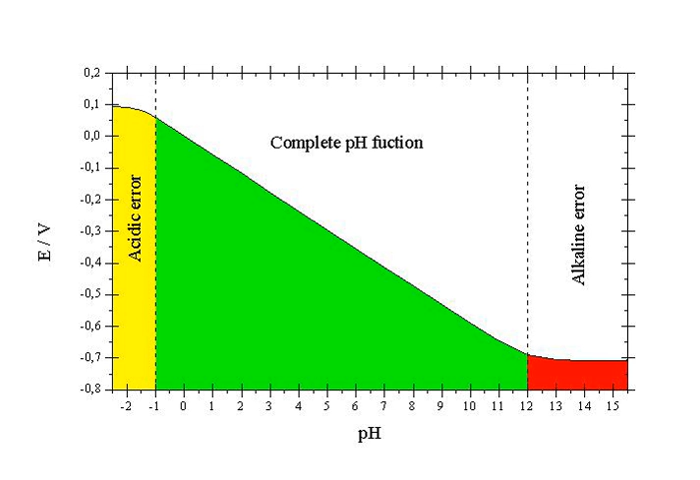 0,2
0,1
0,0
-0,1
-0,2
-0,3
-0,4
-0,5
-0,6
-0,7
-0,8
E / V
Acidic error
Complete pH fuction
Alkaline error
-2 -1 0 1 2 3 4 5 6 7 8 9 10 11 12 13 14 15
pH